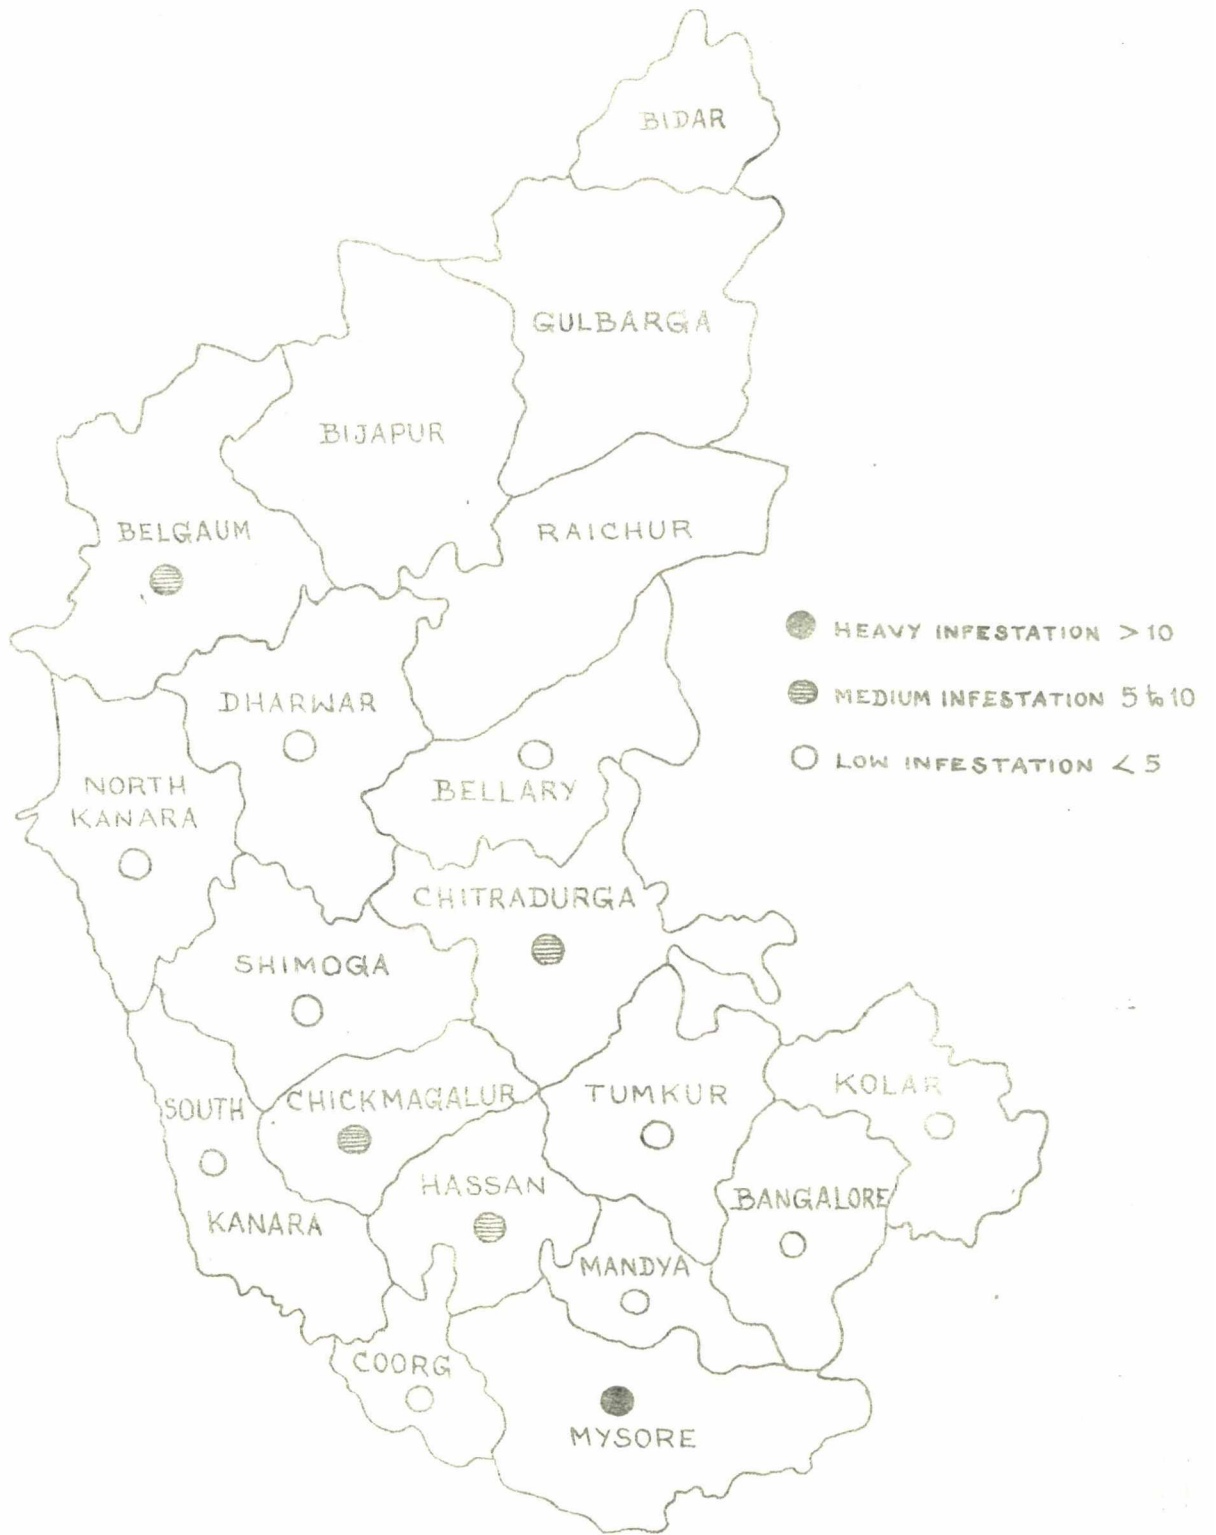 BIDAR
GULBARGA
BIJAPUR
BELGAUM
RAICHUR
HEAVY INFESTATION > 10
MEDIUM INFESTATION 5 to 10
LOW INFESTATION < 5
DHARWAR
NORTH
KANARA
BELLARY
CHITRADURGA
SHIMOGA
SOUTH
KANARA
CHICKMAGALUR
TUMKUR
KOLAR
HASSAN
BANGALORE
MANDYA
COORG
MYSORE